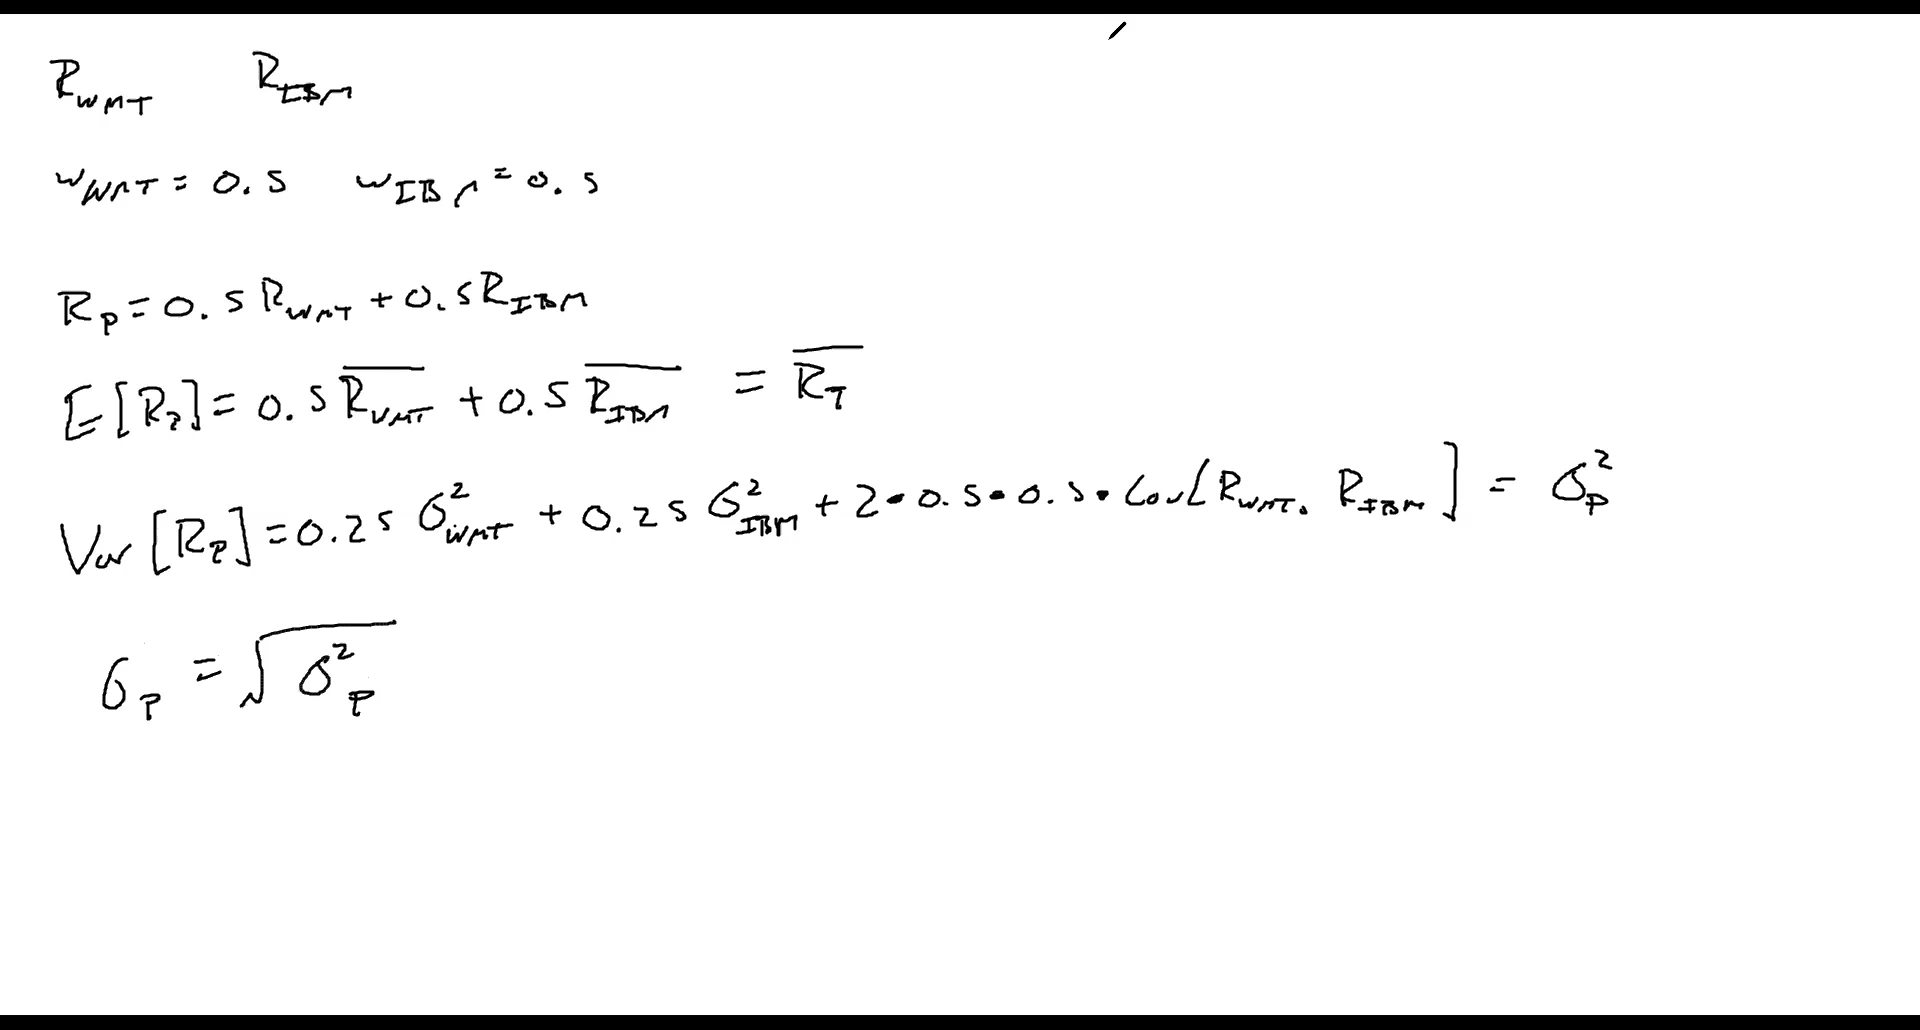 R_WMT R_IBM
w_WMT = 0.5 w_IBM = 0.5
R_P = 0.5 R_WMT + 0.5 R_IBM
E[R_P] = 0.5 R̅_WMT + 0.5 R̅_IBM = R̅_P
Var[R_P] = 0.25 σ²_WMT + 0.25 σ²_IBM + 2 • 0.5 • 0.5 • Cov[R_WMT, R_IBM] = σ²_P
σ_P = √σ²_P